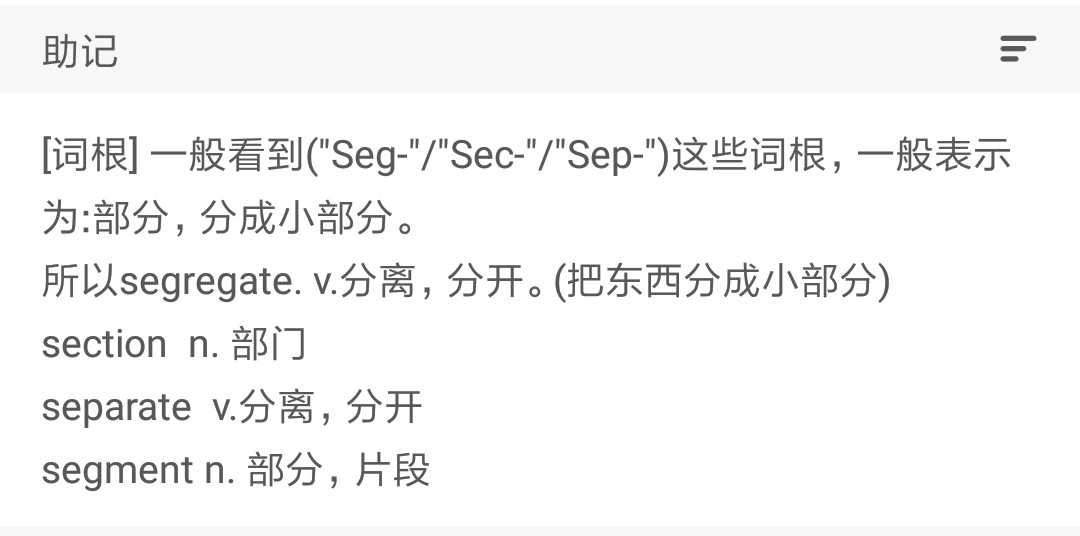 助记
[词根] 一般看到("Seg-"/"Sec-"/"Sep-")这些词根，一般表示
为:部分，分成小部分。
所以segregate. v.分离，分开。(把东西分成小部分)
section  n. 部门
separate  v.分离，分开
segment n. 部分，片段